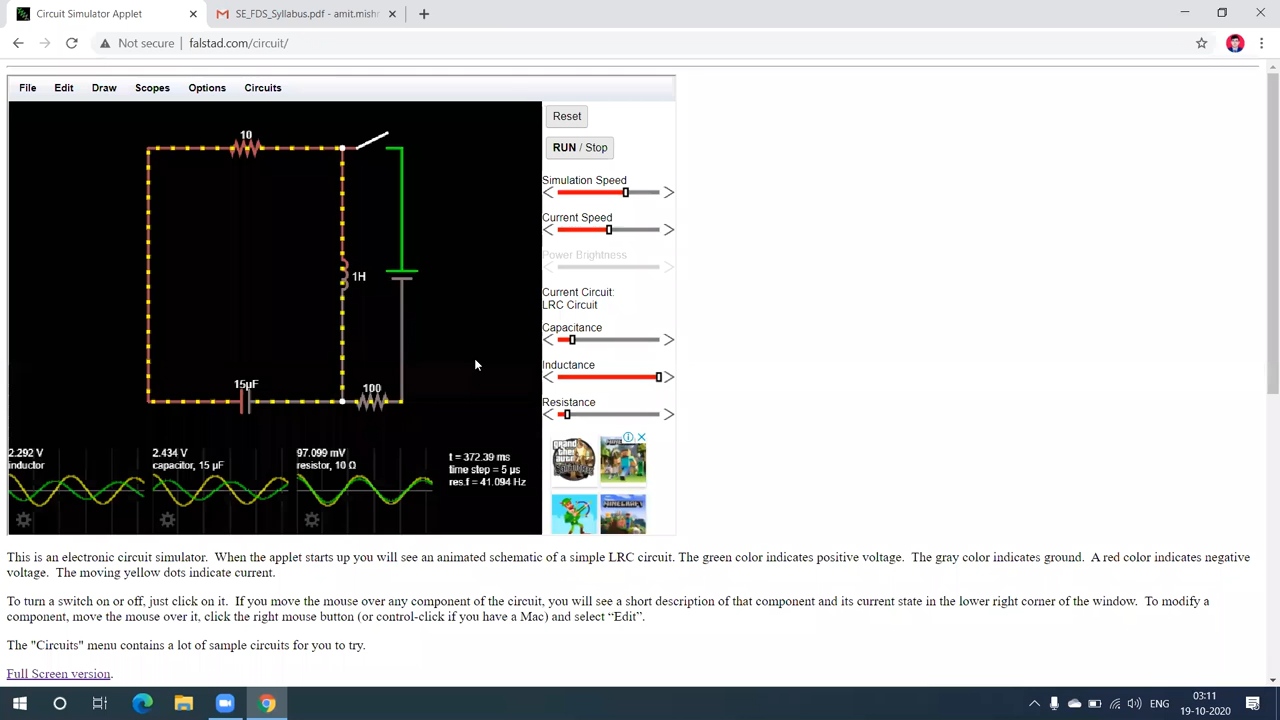 Circuit Simulator Applet
SE_FDS_Syllabus.pdf - amit.mish
Not secure | falstad.com/circuit/
File Edit Draw Scopes Options Circuits
10
1H
15µF
100
2.292 V
inductor
2.434 V
capacitor, 15 µF
97.099 mV
resistor, 10 Ω
t = 372.39 ms
time step = 5 µs
res.f = 41.094 Hz
Reset
RUN / Stop
Simulation Speed
Current Speed
Power Brightness
Current Circuit:
LRC Circuit
Capacitance
Inductance
Resistance
This is an electronic circuit simulator. When the applet starts up you will see an animated schematic of a simple LRC circuit. The green color indicates positive voltage. The gray color indicates ground. A red color indicates negative
voltage. The moving yellow dots indicate current.
To turn a switch on or off, just click on it. If you move the mouse over any component of the circuit, you will see a short description of that component and its current state in the lower right corner of the window. To modify a
component, move the mouse over it, click the right mouse button (or control-click if you have a Mac) and select “Edit”.
The "Circuits" menu contains a lot of sample circuits for you to try.
Full Screen version.
ENG
03:11
19-10-2020